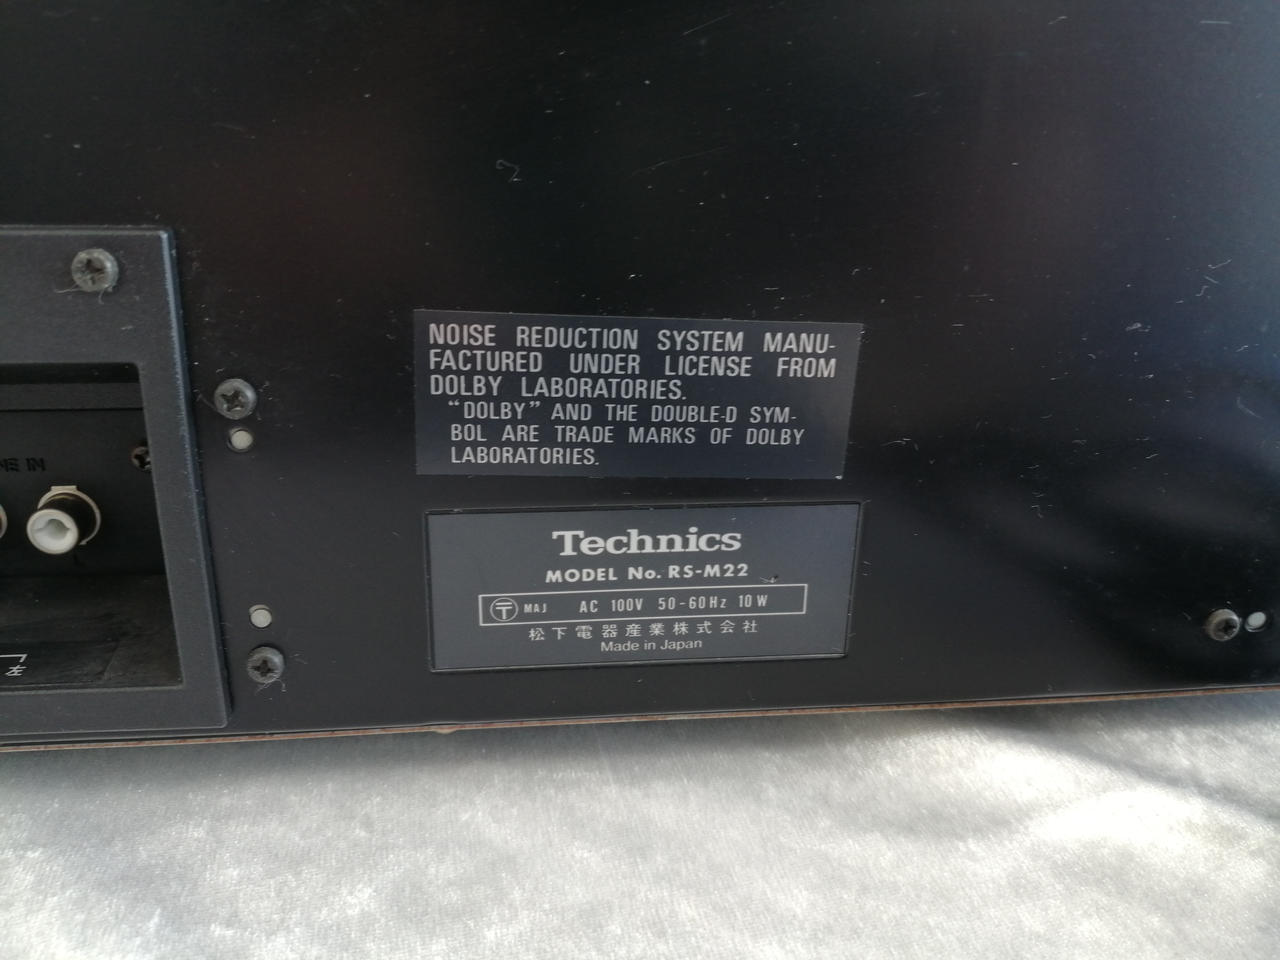 NOISE REDUCTION SYSTEM MANU-
FACTURED UNDER LICENSE FROM
DOLBY LABORATORIES.
"DOLBY" AND THE DOUBLE-D SYM-
BOL ARE TRADE MARKS OF DOLBY
LABORATORIES.
IN
Technics
MODEL No. RS-M22
〒 MAJ AC 100V 50-60Hz 10W
松下電器産業株式会社
Made in Japan